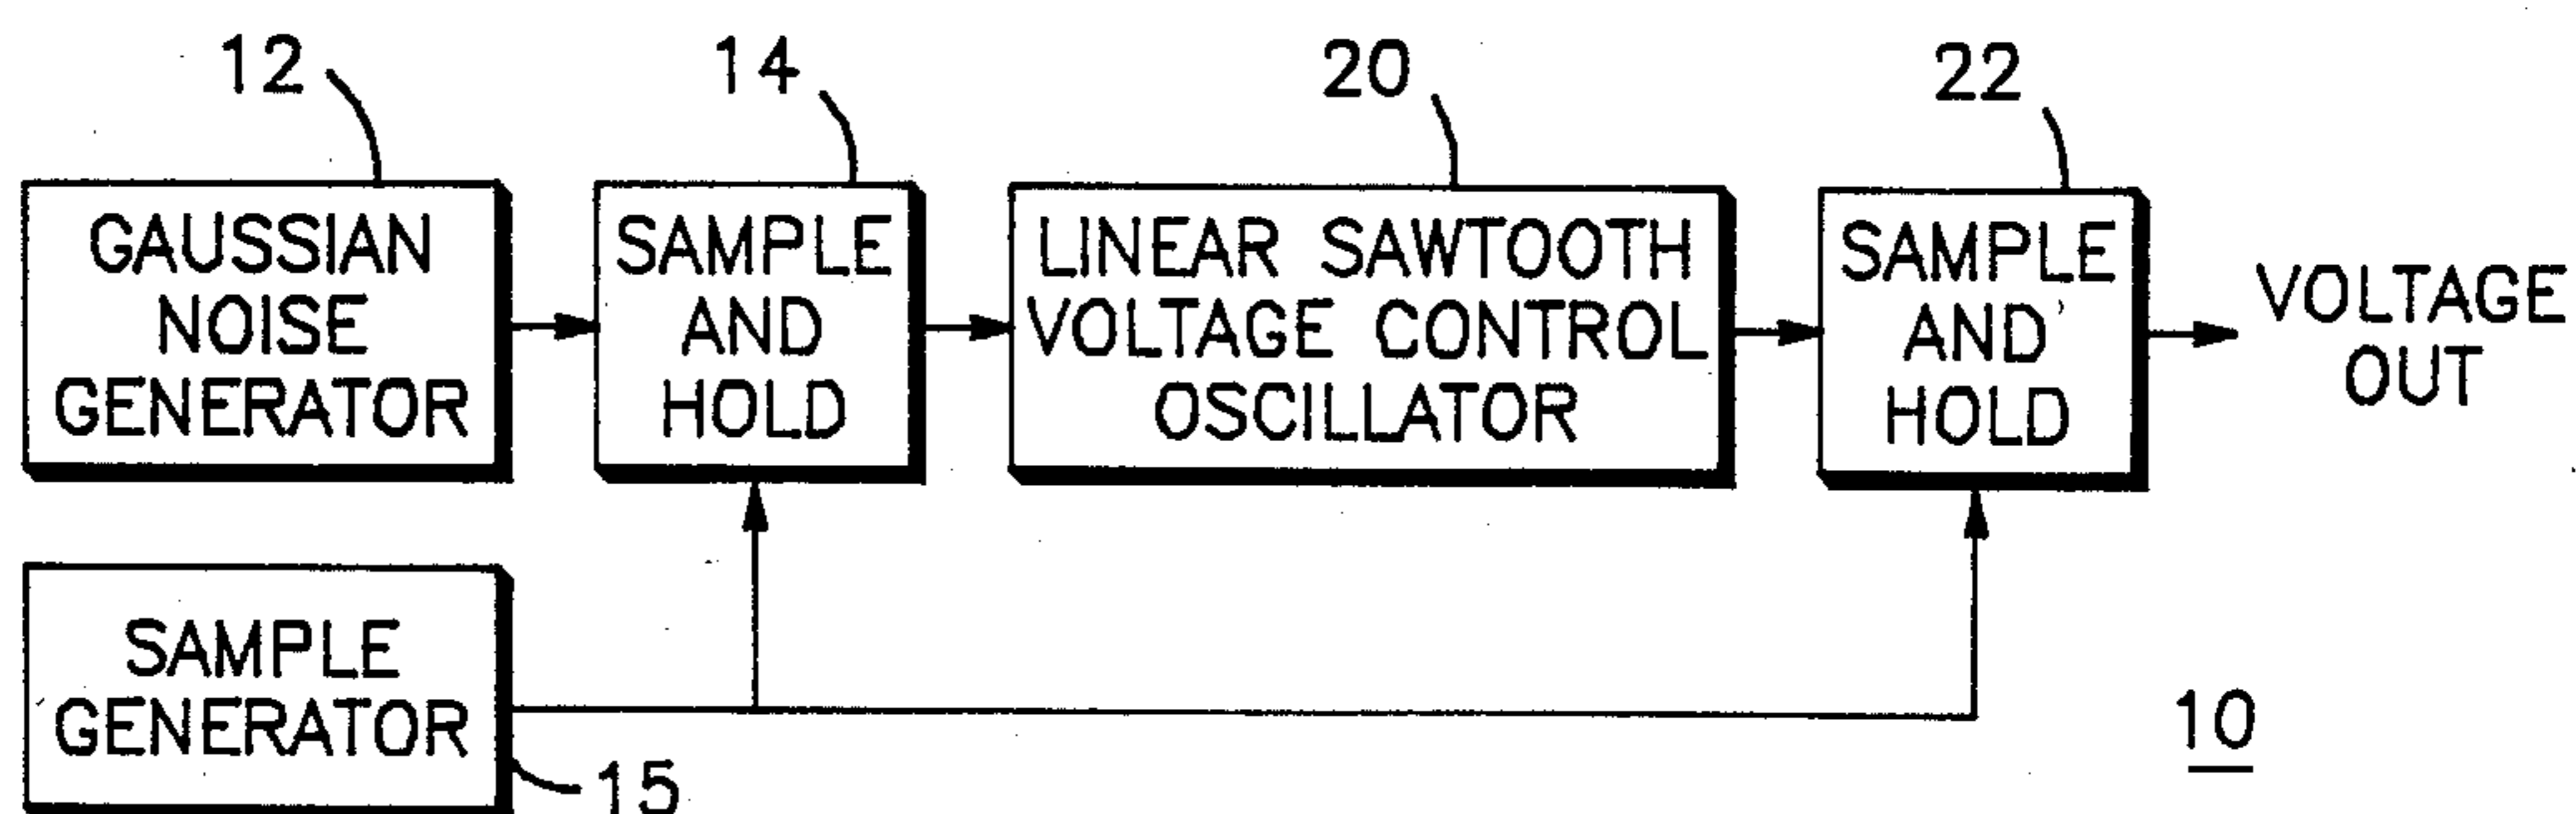 12
14
20
22
GAUSSIAN
NOISE
GENERATOR
SAMPLE
AND
HOLD
LINEAR SAWTOOTH
VOLTAGE CONTROL
OSCILLATOR
SAMPLE
AND
HOLD
VOLTAGE
OUT
SAMPLE
GENERATOR
15
10